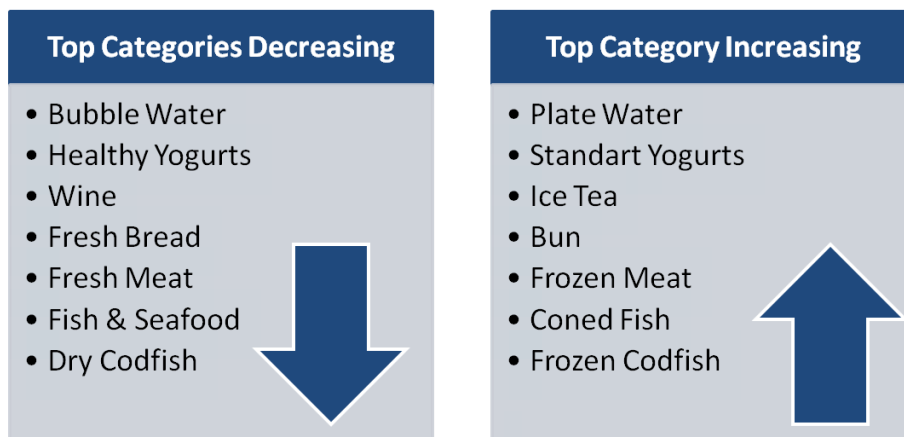 Top Categories Decreasing
• Bubble Water
• Healthy Yogurts
• Wine
• Fresh Bread
• Fresh Meat
• Fish & Seafood
• Dry Codfish
Top Category Increasing
• Plate Water
• Standart Yogurts
• Ice Tea
• Bun
• Frozen Meat
• Coned Fish
• Frozen Codfish